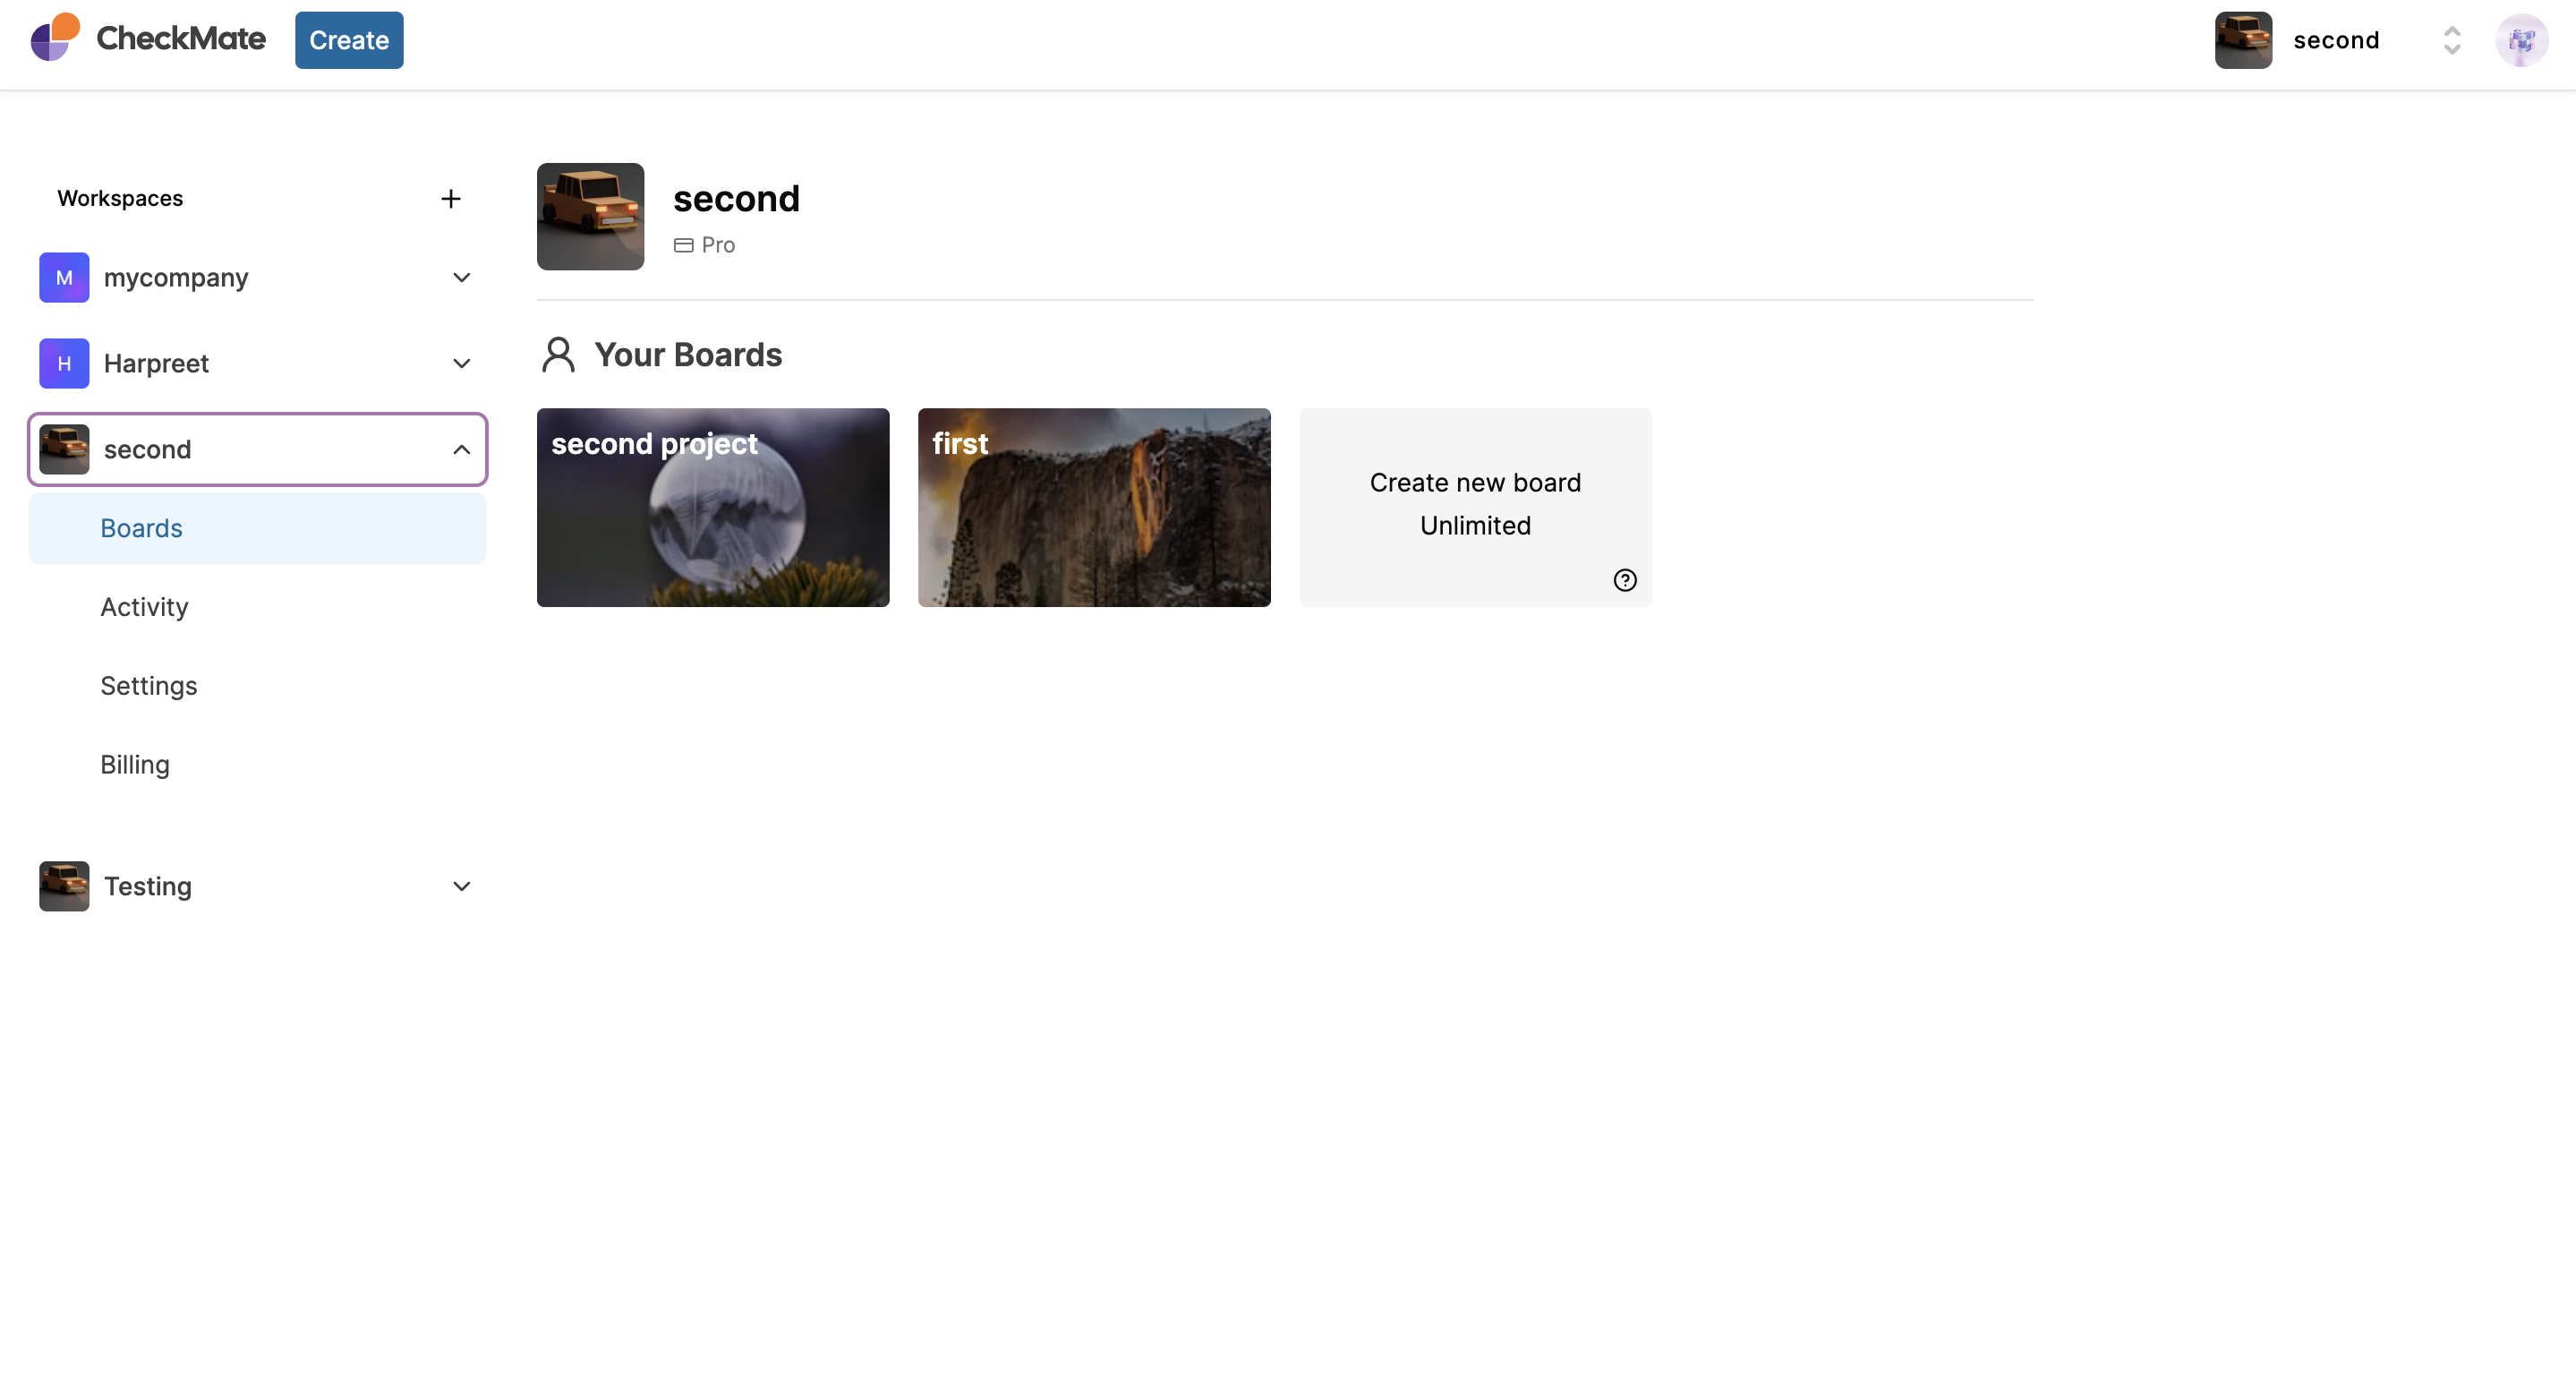 CheckMate
Create
second
Workspaces
M
mycompany
H
Harpreet
second
Boards
Activity
Settings
Billing
Testing
second
Pro
Your Boards
second project
first
Create new board
Unlimited